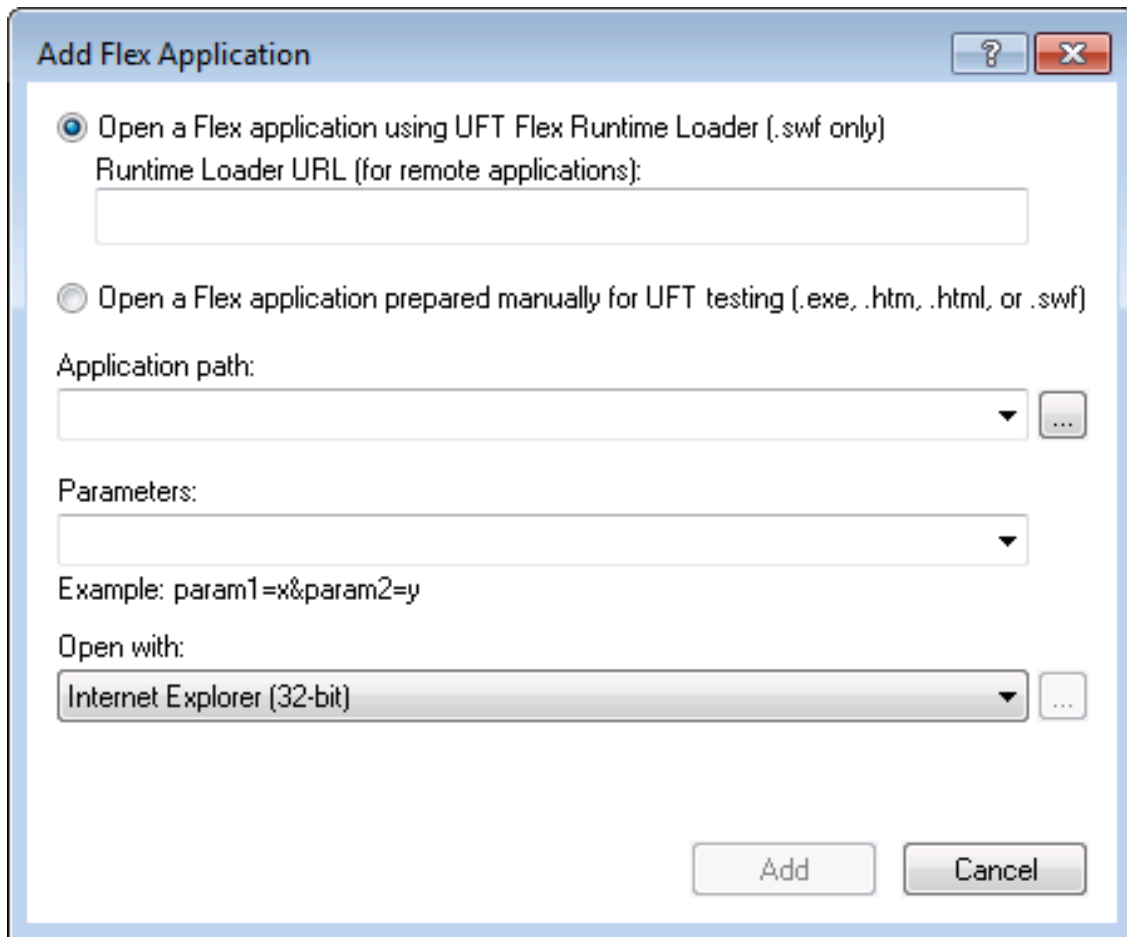 Add Flex Application
?
Open a Flex application using UFT Flex Runtime Loader (.swf only)
Runtime Loader URL (for remote applications):
Open a Flex application prepared manually for UFT testing (.exe, .htm, .html, or .swf)
Application path:
...
Parameters:
Example: param1=x&param2=y
Open with:
Internet Explorer (32-bit)
...
Add
Cancel